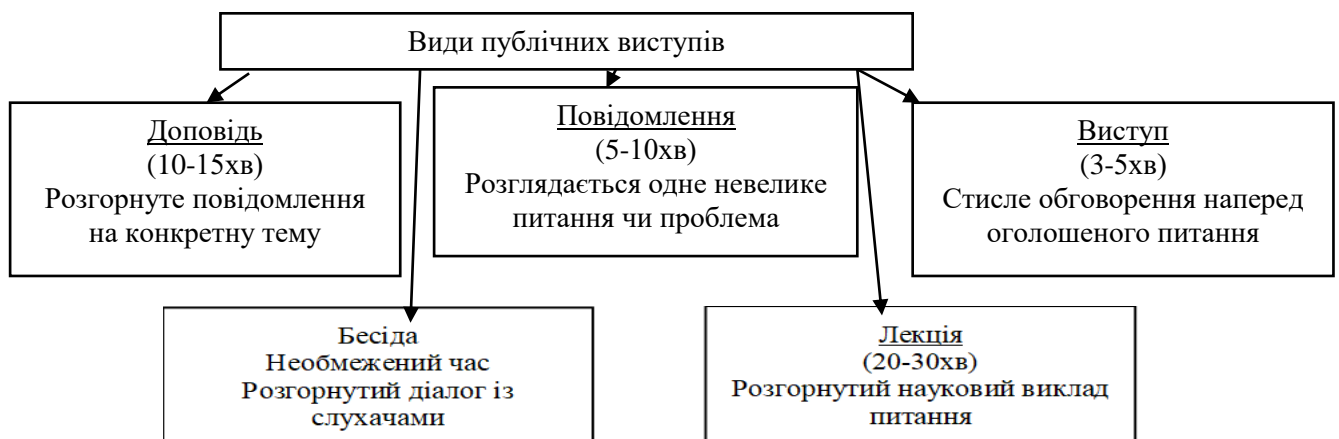 Види публічних виступів
Доповідь
(10-15хв)
Розгорнуте повідомлення
на конкретну тему
Повідомлення
(5-10хв)
Розглядається одне невелике
питання чи проблема
Виступ
(3-5хв)
Стисле обговорення наперед
оголошеного питання
Бесіда
Необмежений час
Розгорнутий діалог із
слухачами
Лекція
(20-30хв)
Розгорнутий науковий виклад
питання